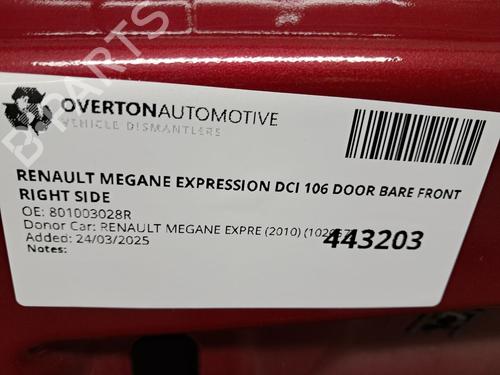 OVERTONAUTOMOTIVE
VEHICLE DISMANTLERS
RENAULT MEGANE EXPRESSION DCI 106 DOOR BARE FRONT
RIGHT SIDE
OE: 801003028R
Donor Car: RENAULT MEGANE EXPRE (2010)
443203
Added: 24/03/2025
Notes:
B-PARTS